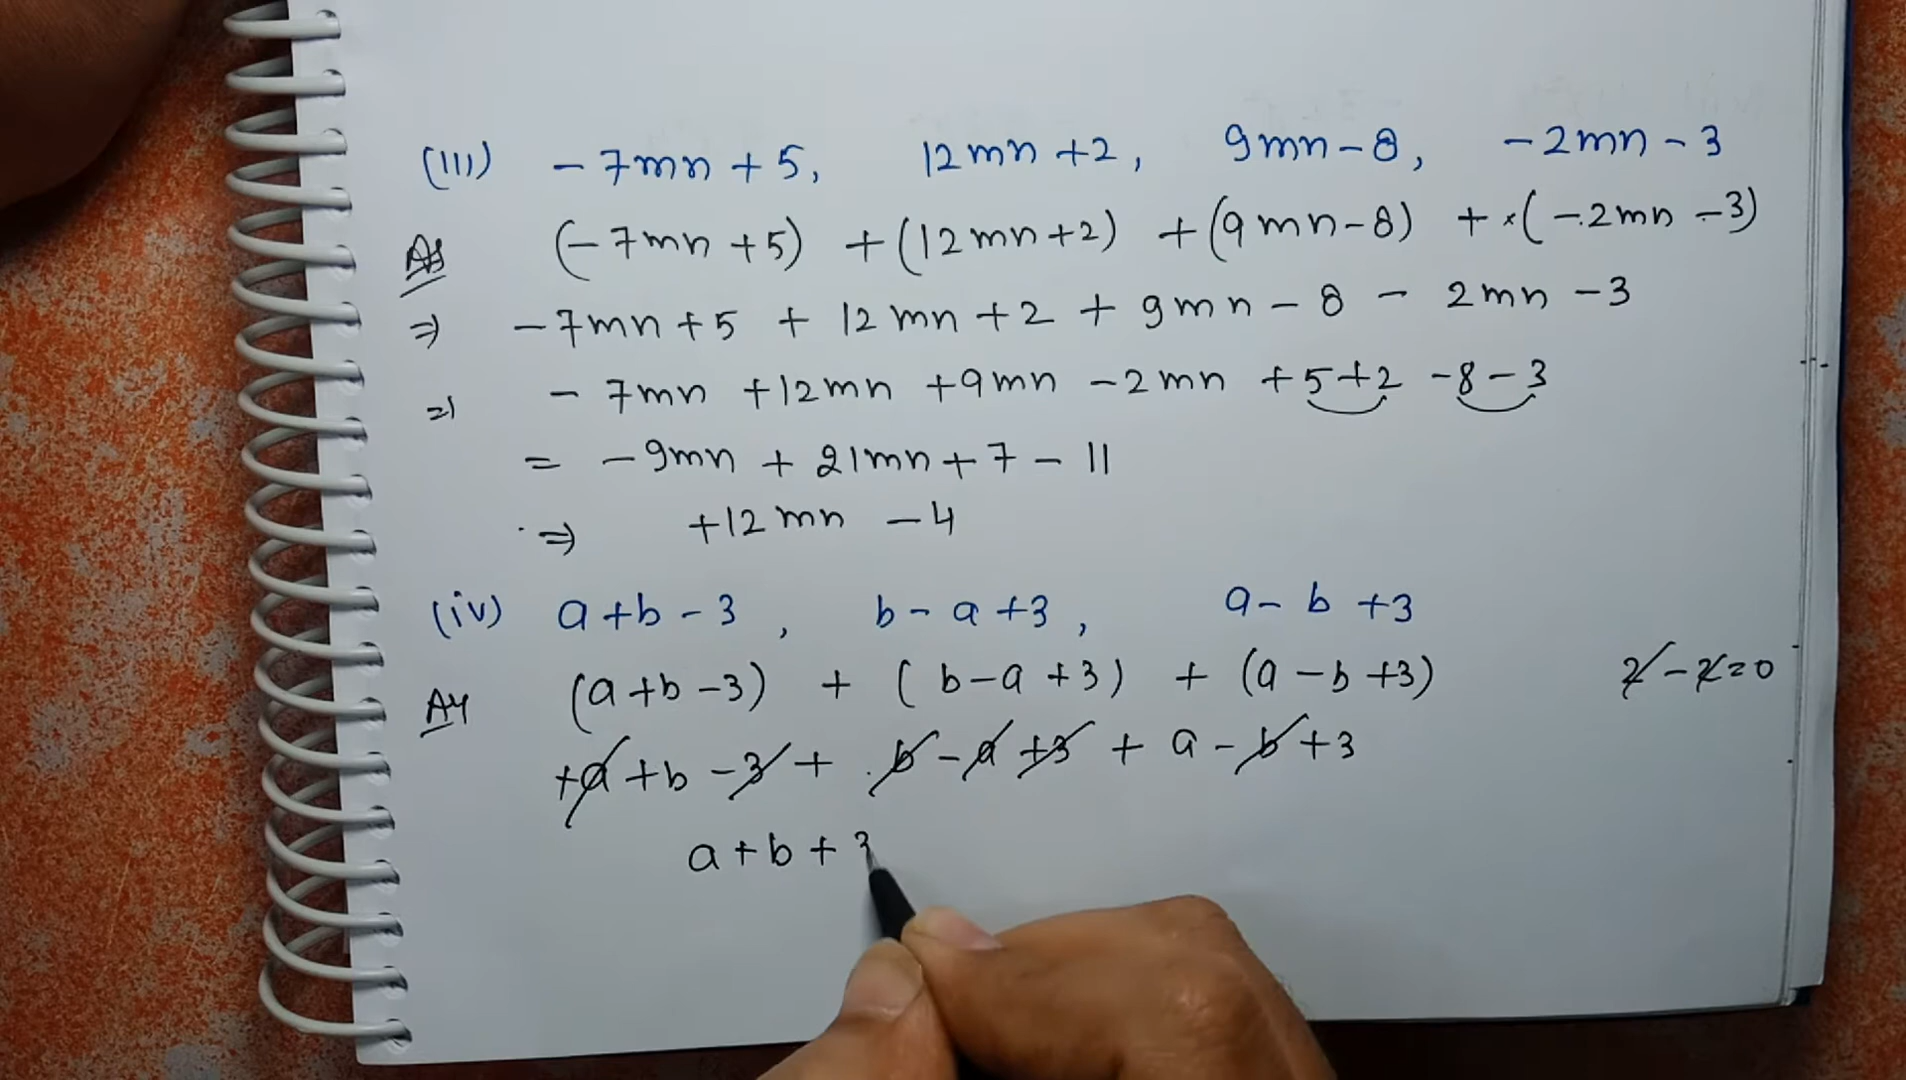 (III) -7mn+5, 12mn+2, 9mn-8, -2mn-3
(-7mn+5) +(12mn+2) +(9mn-8) +×(-2mn-3)
⇒ -7mn+5 + 12mn+2 + 9mn-8 - 2mn-3
⇒ -7mn +12mn +9mn -2mn +5+2 -8-3
= -9mn + 21mn+7-11
⇒ +12mn -4
(iv) a+b-3, b-a+3, a-b+3
(a+b-3) + (b-a+3) + (a-b+3) 2-2=0
+a+b-3+ b-a+3 + a-b+3
a+b+3